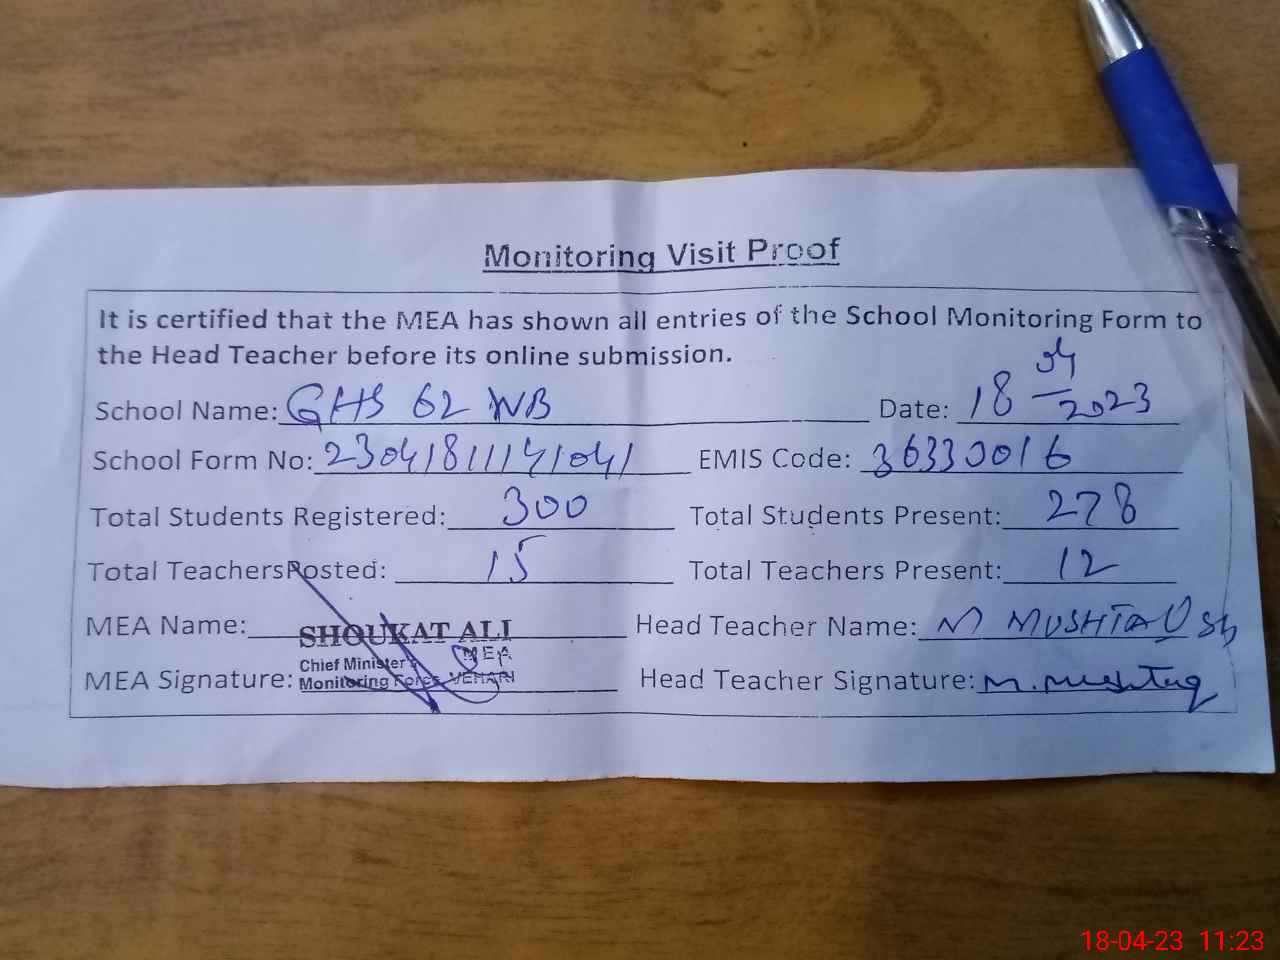 Monitoring Visit Proof
It is certified that the MEA has shown all entries of the School Monitoring Form to
the Head Teacher before its online submission.
School Name: GHS 62 WB Date: 18 04/2023
School Form No: 23041811141041 EMIS Code: 36330016
Total Students Registered: 300 Total Students Present: 278
Total Teachers Posted: 15 Total Teachers Present: 12
MEA Name: SHOUKAT ALI Head Teacher Name: M MUSHTAQ
MEA
Chief Minister's
MEA Signature: Monitoring Force VEHARI Head Teacher Signature: M. Mushtaq
18-04-23 11:23